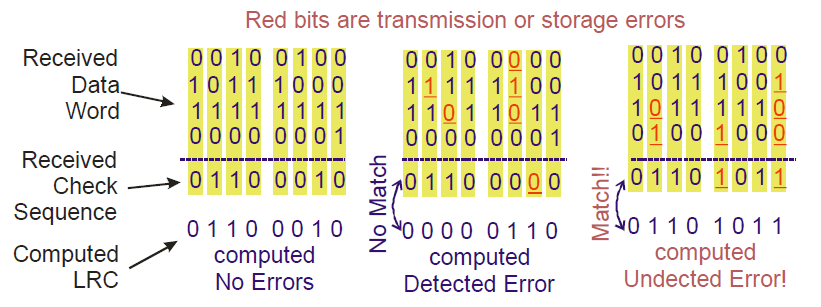 Red bits are transmission or storage errors
Received
Data
Word
Received
Check
Sequence
Computed
LRC
0 0 1 0 0 1 0 0
1 0 1 1 1 0 0 0
1 1 1 1 1 1 1 1
0 0 0 0 0 0 0 1
0 1 1 0 0 0 1 0
0 1 1 0 0 0 1 0
computed
No Errors
No Match
0 0 1 0 0 0 0 0
1 1 1 1 1 1 0 0
1 1 0 1 1 0 1 1
0 0 0 0 0 0 0 1
0 1 1 0 0 0 0 0
0 0 0 0 0 1 1 0
computed
Detected Error
Match!!
0 0 1 0 0 1 0 0
1 0 1 1 1 0 0 1
1 0 1 1 1 1 1 0
0 1 0 0 1 0 0 0
0 1 1 0 1 0 1 1
0 1 1 0 1 0 1 1
computed
Undected Error!